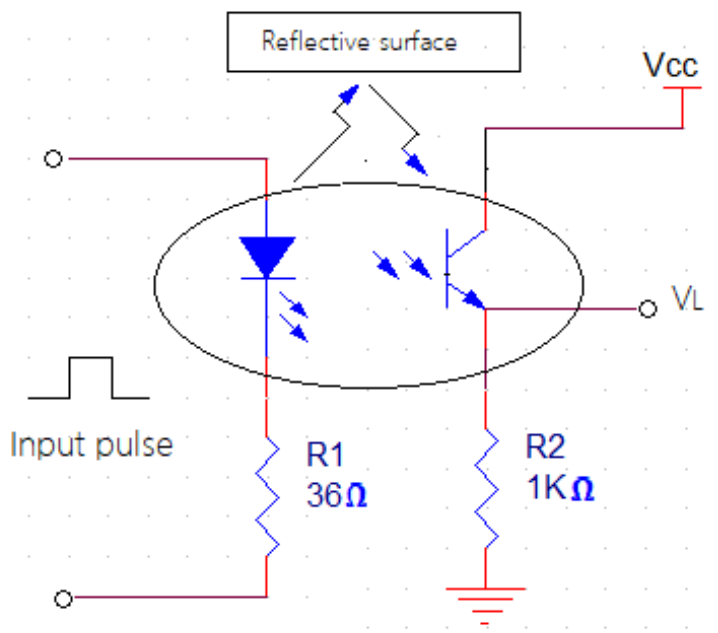 Reflective surface
Vcc
VL
Input pulse
R1
36Ω
R2
1KΩ